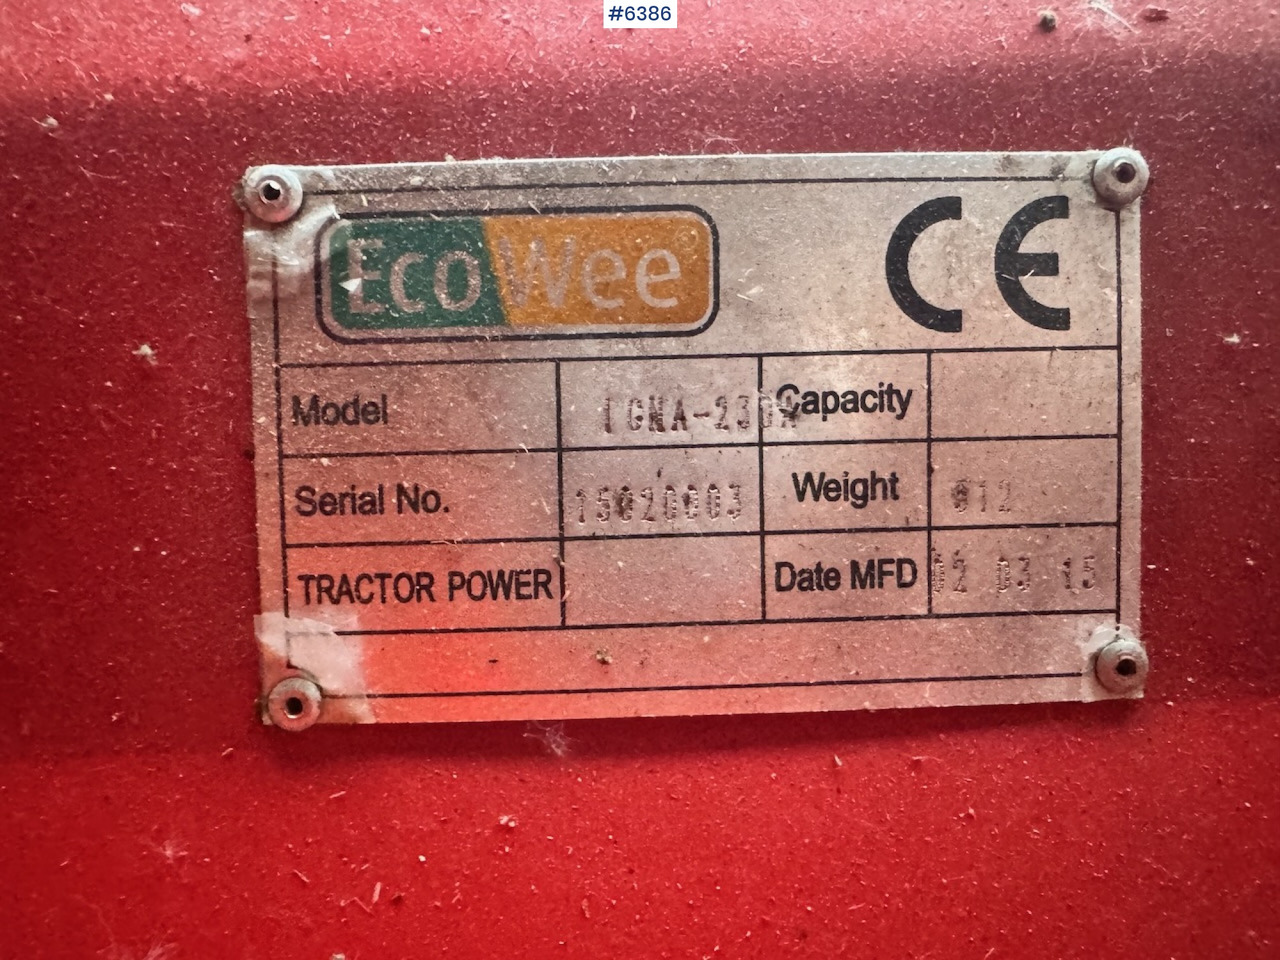 #6386
EcoWee®
CE
Model
Capacity
Serial No. 15020003 Weight
TRACTOR POWER Date MFD 02 03 15